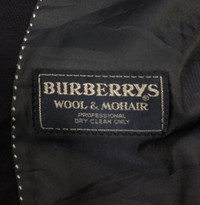 BURBERRYS
WOOL & MOHAIR ®
PROFESSIONAL
DRY CLEAN ONLY